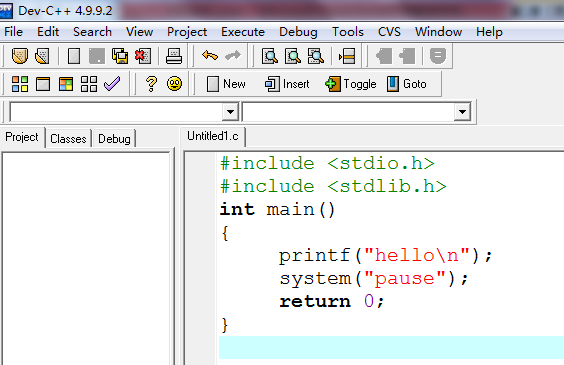 Dev-C++ 4.9.9.2
File Edit Search View Project Execute Debug Tools CVS Window Help
New Insert Toggle Goto
Project Classes Debug Untitled1.c
#include <stdio.h>
#include <stdlib.h>
int main()
{
printf("hello\n");
system("pause");
return 0;
}